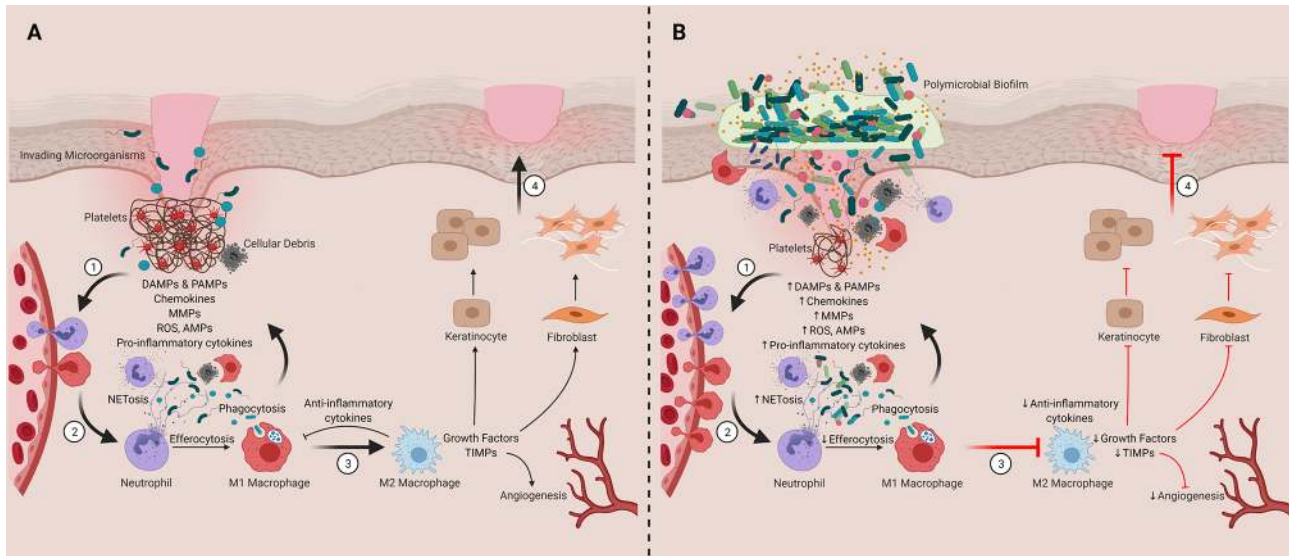 A
Invading Microorganisms
Platelets
Cellular Debris
1
DAMPs & PAMPs
Chemokines
MMPs
ROS, AMPs
Pro-inflammatory cytokines
NETosis
Phagocytosis
2
Efferocytosis
Neutrophil
M1 Macrophage
Anti-inflammatory
cytokines
3
M2 Macrophage
Growth Factors
TIMPs
Angiogenesis
Keratinocyte
Fibroblast
4
B
Polymicrobial Biofilm
Platelets
1
↑DAMPs & PAMPs
↑Chemokines
↑MMPs
↑ROS, AMPs
↑Pro-inflammatory cytokines
↑NETosis
Phagocytosis
2
↓Efferocytosis
Neutrophil
M1 Macrophage
↓Anti-inflammatory
cytokines
3
M2 Macrophage
↓Growth Factors
↓TIMPs
↓Angiogenesis
Keratinocyte
Fibroblast
4